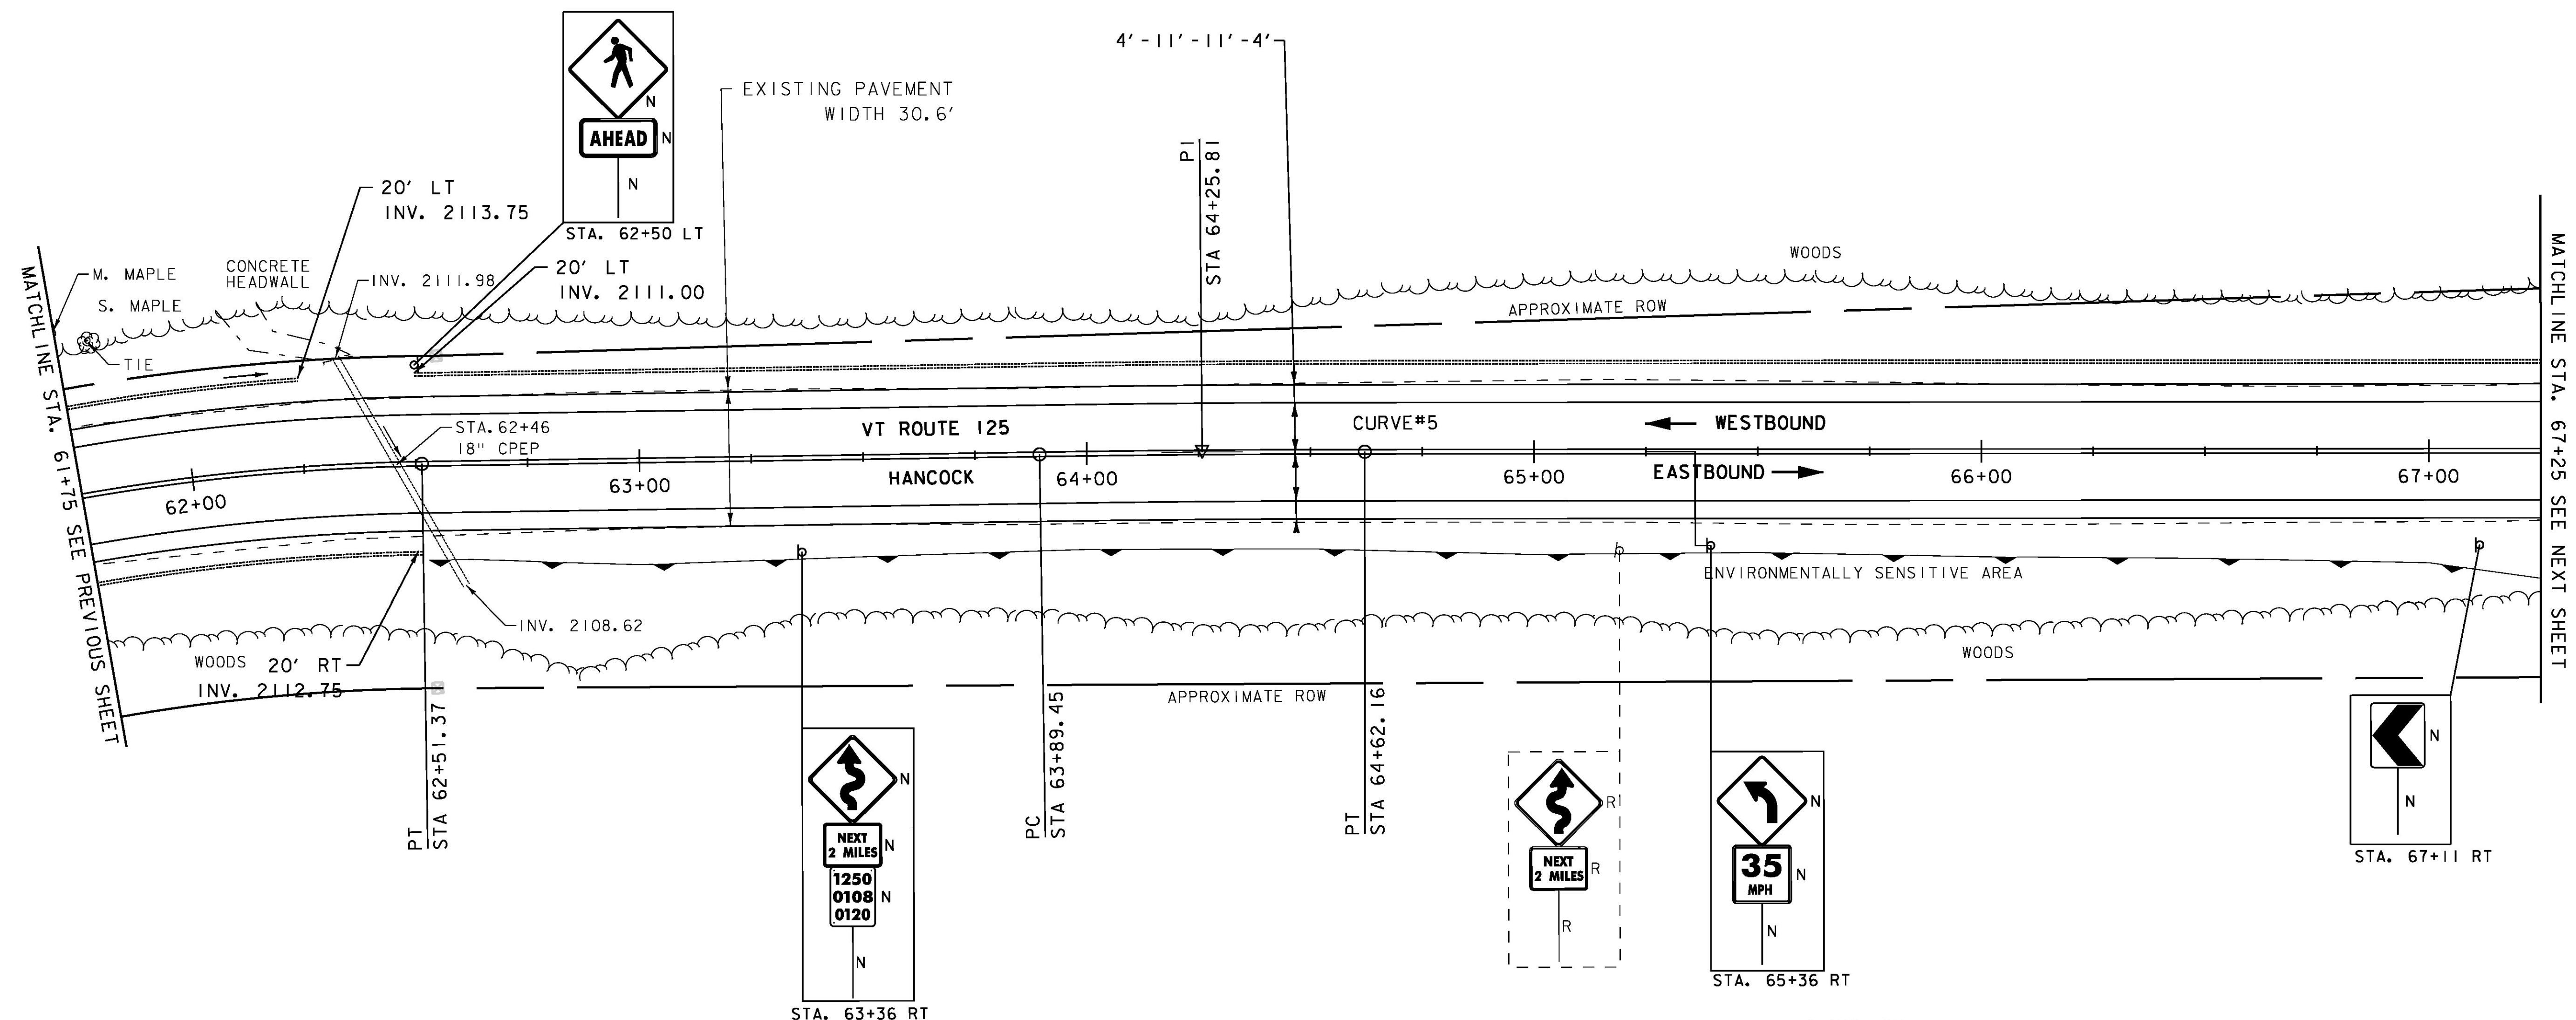 4'-11'-11'-4'
EXISTING PAVEMENT
WIDTH 30.6'
N
AHEAD
N
N
STA. 62+50 LT
20' LT
INV. 2113.75
PI
STA 64+25.81
20' LT
INV. 2111.00
M. MAPLE
S. MAPLE
CONCRETE
HEADWALL
INV. 2111.98
TIE
WOODS
APPROXIMATE ROW
MATCHLINE STA. 61+75 SEE PREVIOUS SHEET
MATCHLINE STA. 67+25 SEE NEXT SHEET
STA. 62+46
18" CPEP
VT ROUTE 125
HANCOCK
CURVE#5
WESTBOUND
EASTBOUND
62+00
63+00
64+00
65+00
66+00
67+00
ENVIRONMENTALLY SENSITIVE AREA
INV. 2108.62
WOODS
20' RT
INV. 2112.75
WOODS
APPROXIMATE ROW
PT
STA 62+51.37
PC
STA 63+89.45
PT
STA 64+62.16
N
NEXT
2 MILES
N
1250
0108
0120
N
N
STA. 63+36 RT
R
NEXT
2 MILES
R
R
N
35
MPH
N
N
STA. 65+36 RT
N
N
STA. 67+11 RT